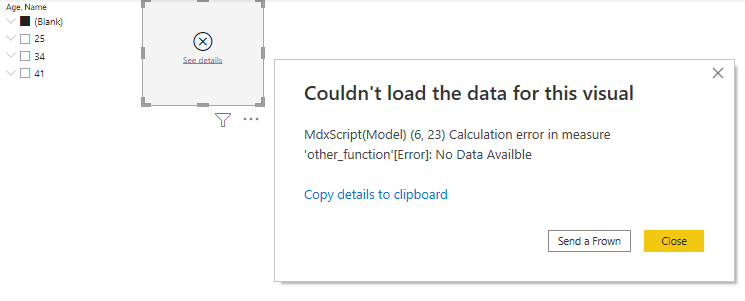 Age, Name
(Blank)
25
34
41
See details
Couldn't load the data for this visual
MdxScript(Model) (6, 23) Calculation error in measure
'other_function'[Error]: No Data Availble
Copy details to clipboard
Send a Frown
Close